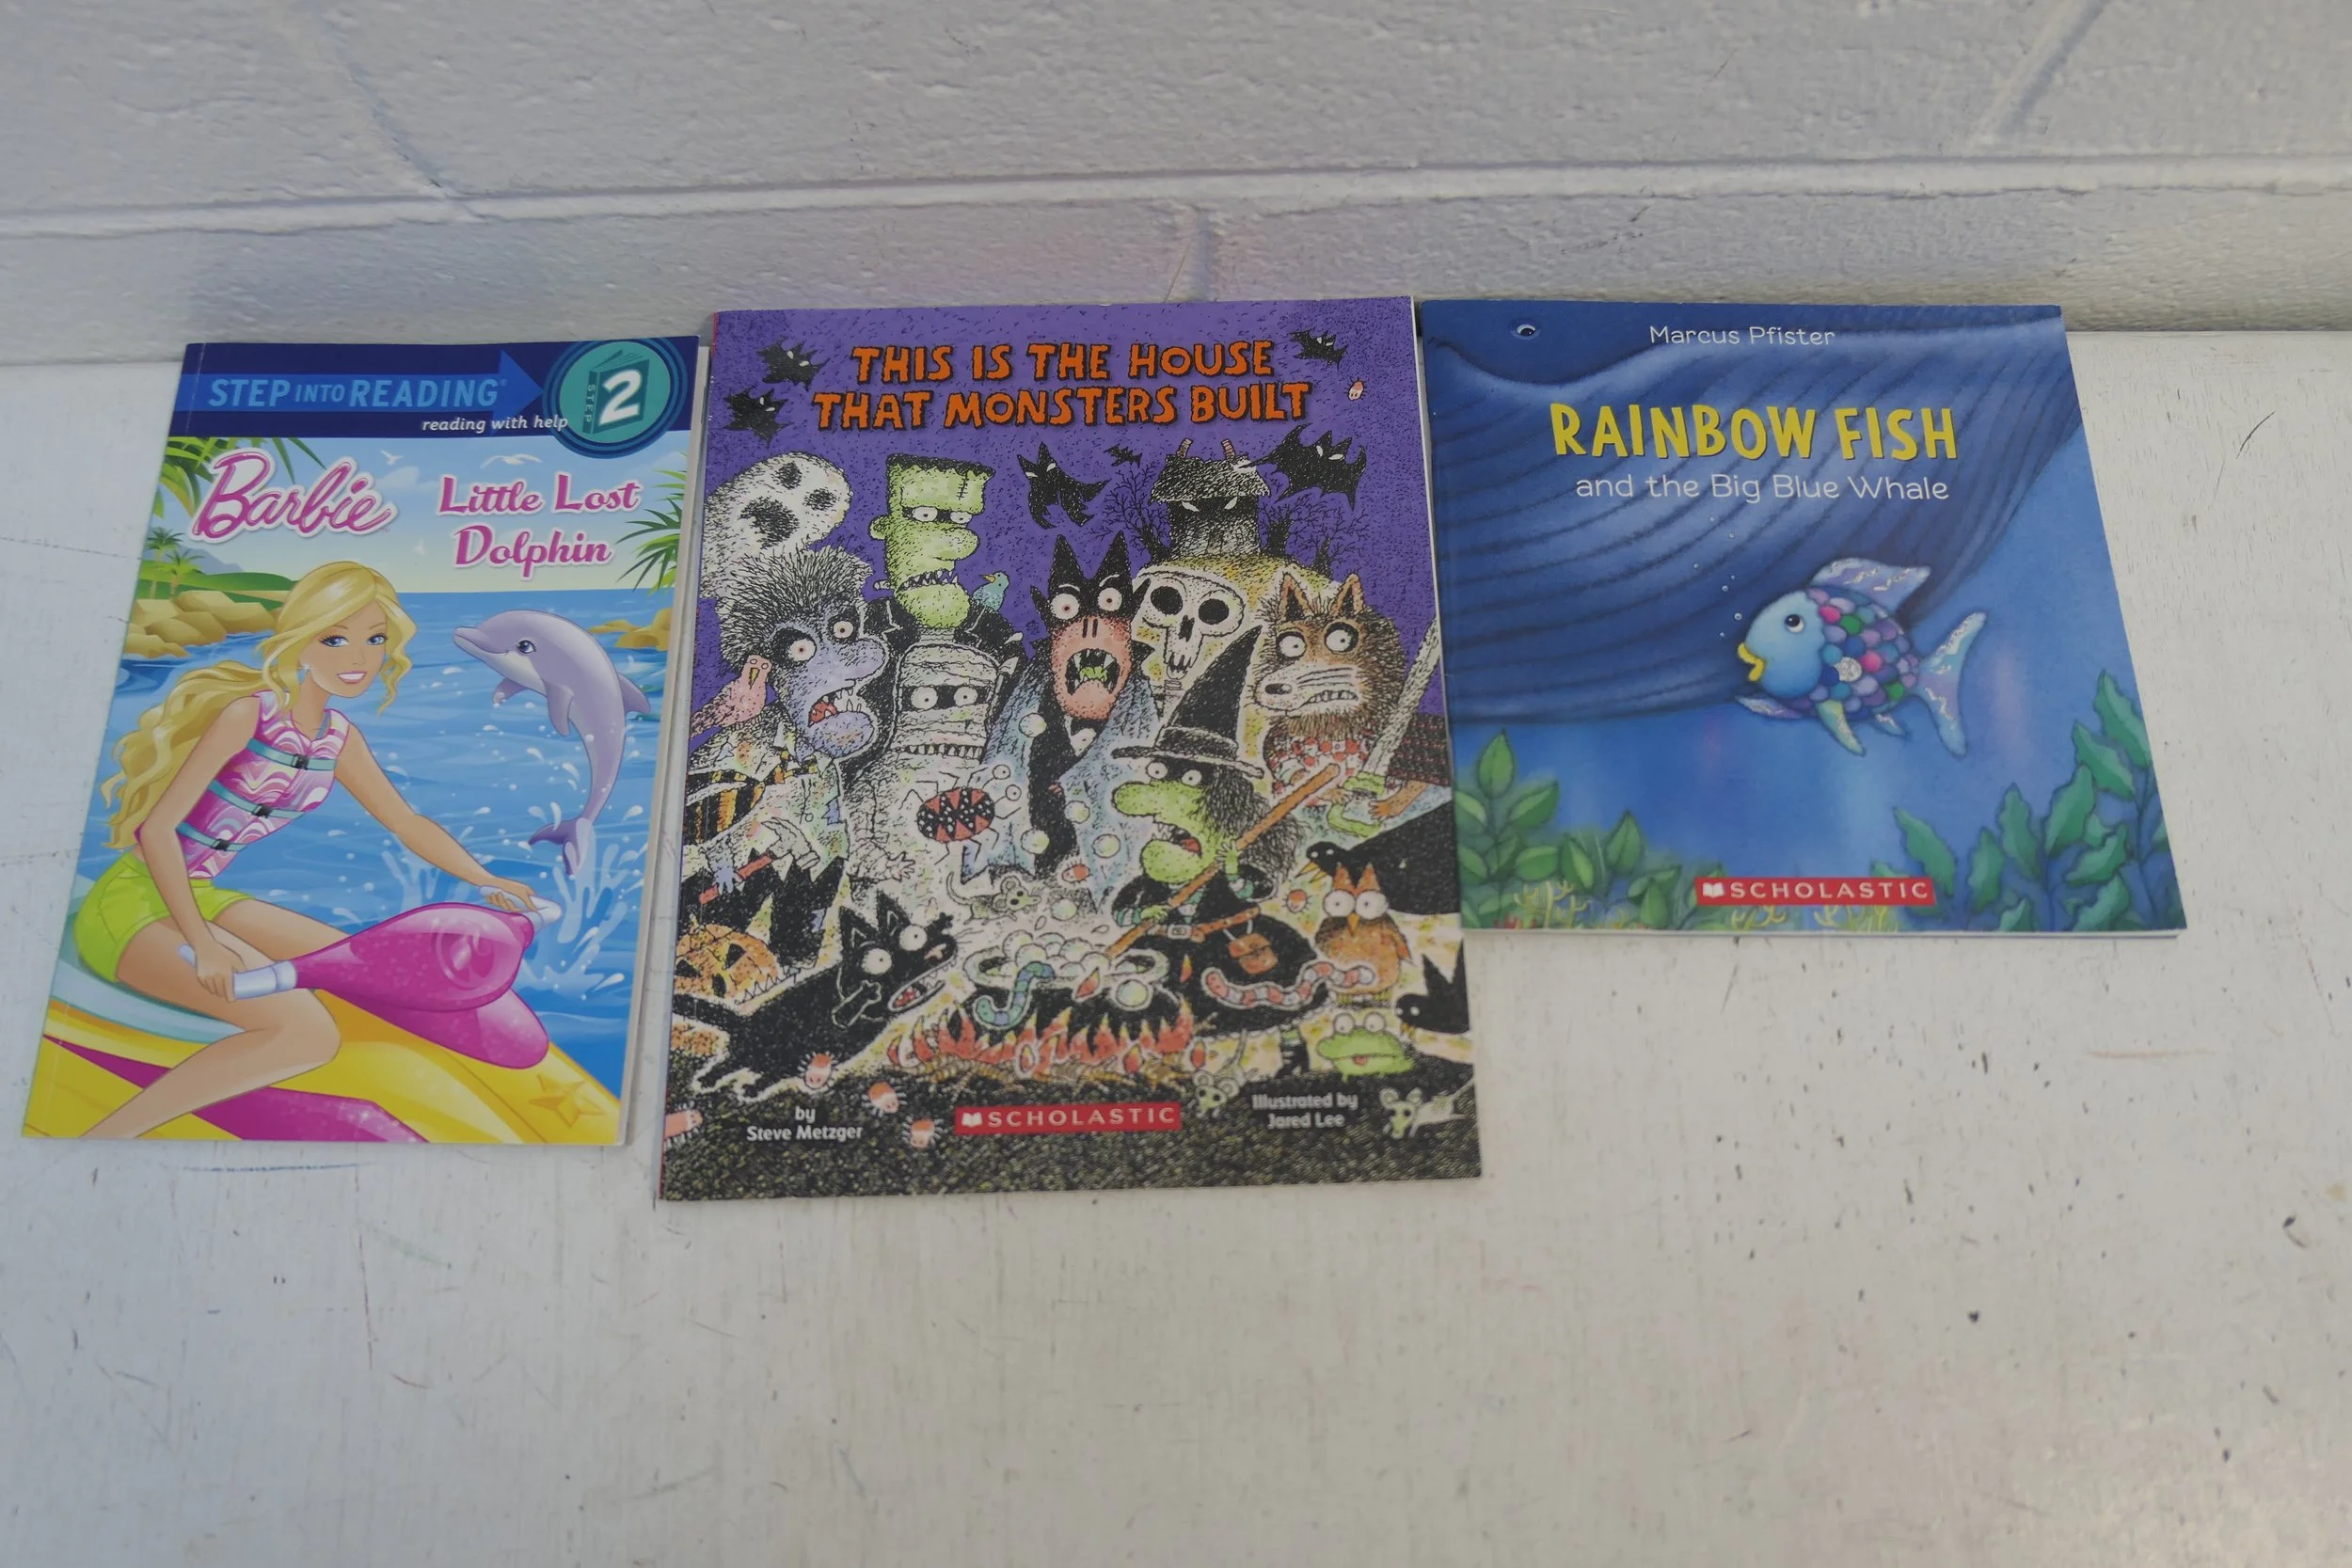 STEP INTO READING®
reading with help
STEP 2
Barbie
Little Lost
Dolphin
THIS IS THE HOUSE
THAT MONSTERS BUILT
by
Steve Metzger
SCHOLASTIC
Illustrated by
Jared Lee
Marcus Pfister
RAINBOW FISH
and the Big Blue Whale
SCHOLASTIC